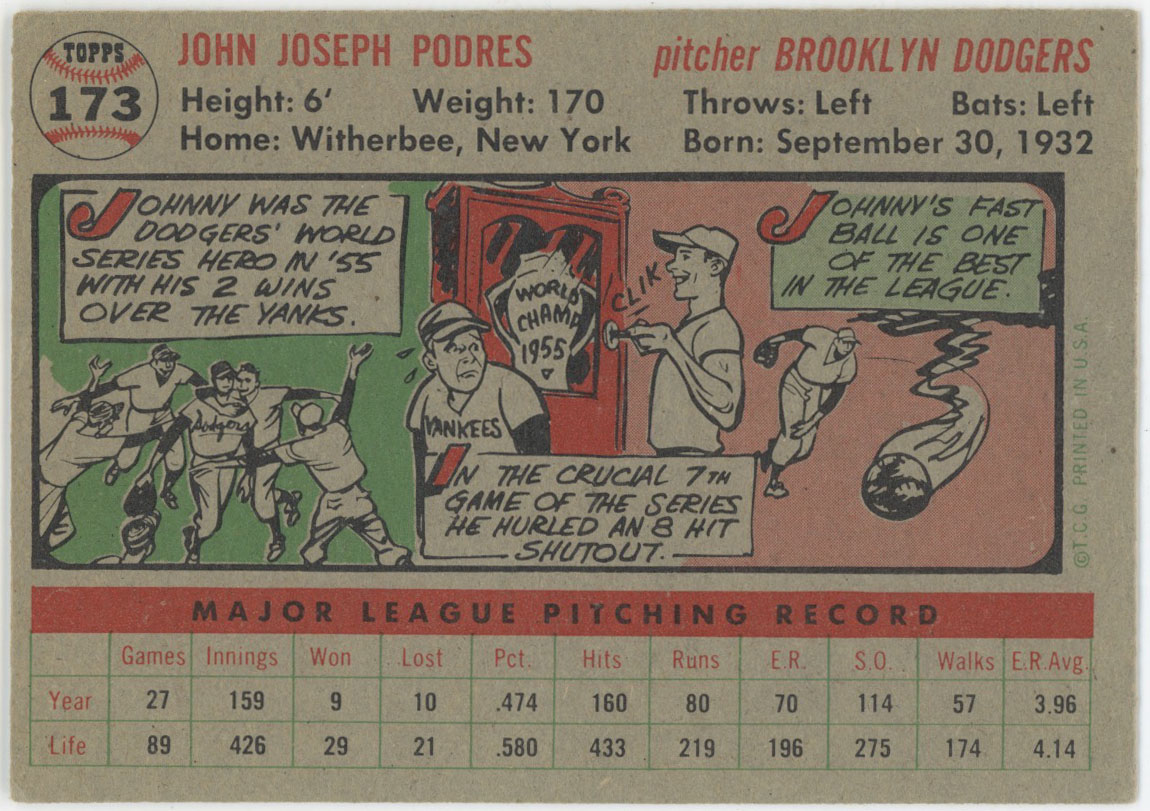 TOPPS
173
JOHN JOSEPH PODRES
pitcher BROOKLYN DODGERS
Height: 6' Weight: 170 Throws: Left Bats: Left
Home: Witherbee, New York Born: September 30, 1932
JOHNNY WAS THE
DODGERS' WORLD
SERIES HERO IN '55
WITH HIS 2 WINS
OVER THE YANKS.
Dodgers
WORLD
CHAMP
1955
CLIK
YANKEES
IN THE CRUCIAL 7TH
GAME OF THE SERIES
HE HURLED AN 8 HIT
SHUTOUT.
JOHNNY'S FAST
BALL IS ONE
OF THE BEST
IN THE LEAGUE.
©T.C.G. PRINTED IN U.S.A.
MAJOR LEAGUE PITCHING RECORD
Games Innings Won Lost Pct. Hits Runs E.R. S.O. Walks E.R.Avg.
Year 27 159 9 10 .474 160 80 70 114 57 3.96
Life 89 426 29 21 .580 433 219 196 275 174 4.14